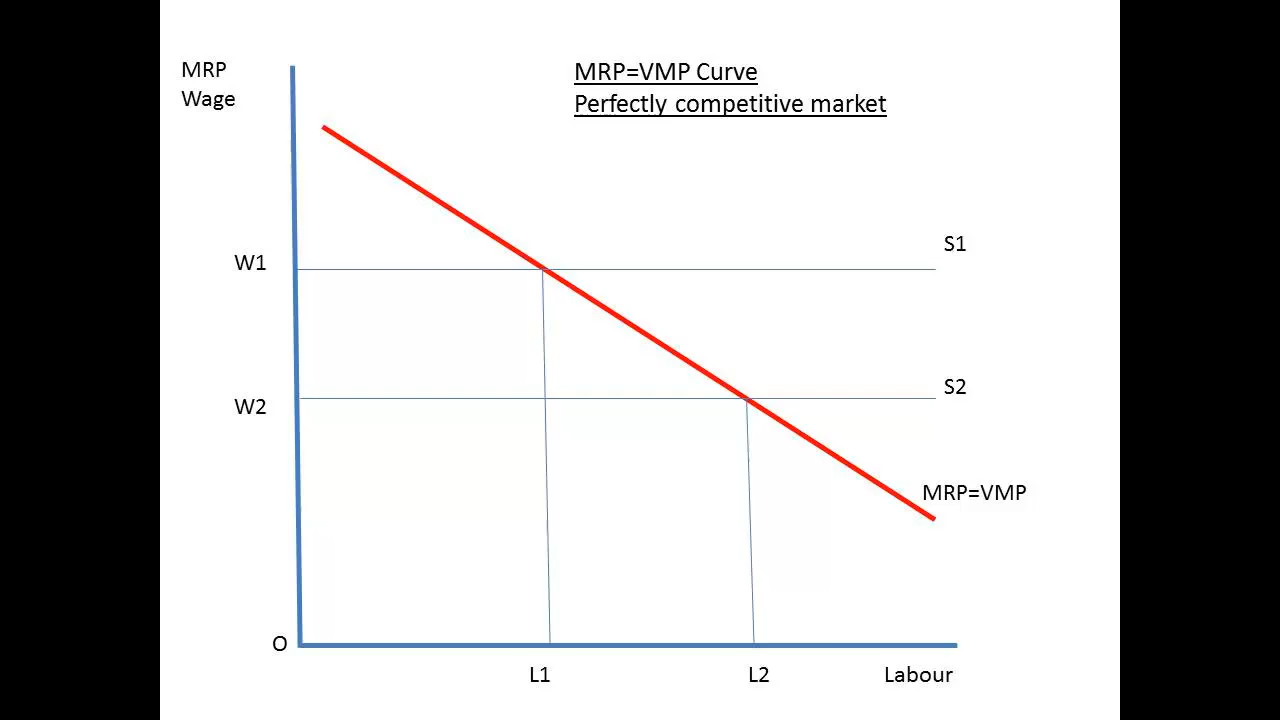 MRP
Wage
MRP=VMP Curve
Perfectly competitive market
S1
W1
S2
W2
MRP=VMP
O
L1
L2
Labour